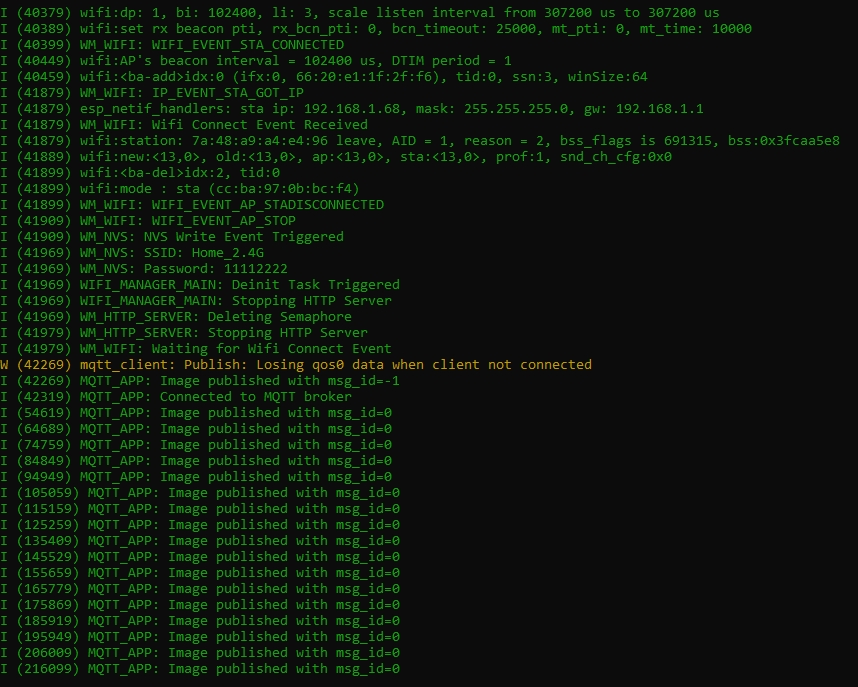 I (40379) wifi:dp: 1, bi: 102400, li: 3, scale listen interval from 307200 us to 307200 us
I (40389) wifi:set rx beacon pti, rx_bcn_pti: 0, bcn_timeout: 25000, mt_pti: 0, mt_time: 10000
I (40399) WM_WIFI: WIFI_EVENT_STA_CONNECTED
I (40449) wifi:AP's beacon interval = 102400 us, DTIM period = 1
I (40459) wifi:<ba-add>idx:0 (ifx:0, 66:20:e1:1f:2f:f6), tid:0, ssn:3, winSize:64
I (41879) WM_WIFI: IP_EVENT_STA_GOT_IP
I (41879) esp_netif_handlers: sta ip: 192.168.1.68, mask: 255.255.255.0, gw: 192.168.1.1
I (41879) WM_WIFI: Wifi Connect Event Received
I (41879) wifi:station: 7a:48:a9:a4:e4:96 leave, AID = 1, reason = 2, bss_flags is 691315, bss:0x3fcaa5e8
I (41889) wifi:new:<13,0>, old:<13,0>, ap:<13,0>, sta:<13,0>, prof:1, snd_ch_cfg:0x0
I (41899) wifi:<ba-del>idx:2, tid:0
I (41899) wifi:mode : sta (cc:ba:97:0b:bc:f4)
I (41899) WM_WIFI: WIFI_EVENT_AP_STADISCONNECTED
I (41909) WM_WIFI: WIFI_EVENT_AP_STOP
I (41909) WM_NVS: NVS Write Event Triggered
I (41969) WM_NVS: SSID: Home_2.4G
I (41969) WM_NVS: Password: 11112222
I (41969) WIFI_MANAGER_MAIN: Deinit Task Triggered
I (41969) WIFI_MANAGER_MAIN: Stopping HTTP Server
I (41969) WM_HTTP_SERVER: Deleting Semaphore
I (41979) WM_HTTP_SERVER: Stopping HTTP Server
I (41979) WM_WIFI: Waiting for Wifi Connect Event
W (42269) mqtt_client: Publish: Losing qos0 data when client not connected
I (42269) MQTT_APP: Image published with msg_id=-1
I (42319) MQTT_APP: Connected to MQTT broker
I (54619) MQTT_APP: Image published with msg_id=0
I (64689) MQTT_APP: Image published with msg_id=0
I (74759) MQTT_APP: Image published with msg_id=0
I (84849) MQTT_APP: Image published with msg_id=0
I (94949) MQTT_APP: Image published with msg_id=0
I (105059) MQTT_APP: Image published with msg_id=0
I (115159) MQTT_APP: Image published with msg_id=0
I (125259) MQTT_APP: Image published with msg_id=0
I (135409) MQTT_APP: Image published with msg_id=0
I (145529) MQTT_APP: Image published with msg_id=0
I (155659) MQTT_APP: Image published with msg_id=0
I (165779) MQTT_APP: Image published with msg_id=0
I (175869) MQTT_APP: Image published with msg_id=0
I (185919) MQTT_APP: Image published with msg_id=0
I (195949) MQTT_APP: Image published with msg_id=0
I (206009) MQTT_APP: Image published with msg_id=0
I (216099) MQTT_APP: Image published with msg_id=0